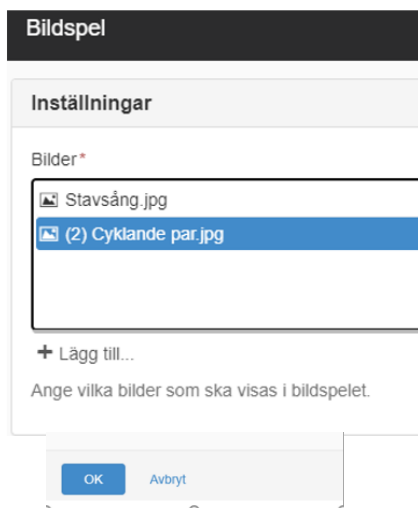 Bildspel
Inställningar
Bilder*
Stavsång.jpg
(2) Cyklande par.jpg
+ Lägg till...
Ange vilka bilder som ska visas i bildspelet.
OK Avbryt